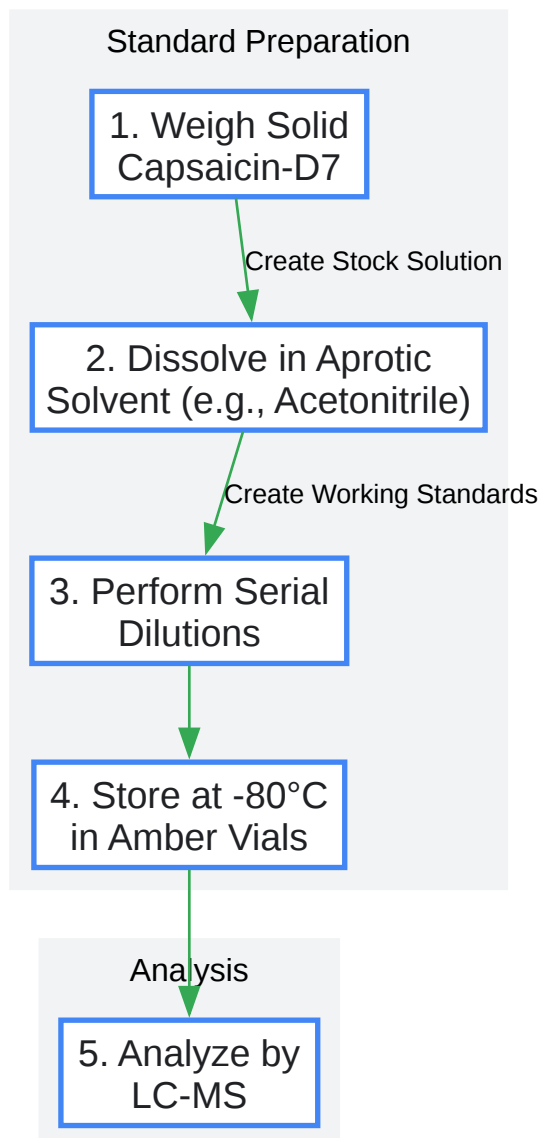 Standard Preparation
1. Weigh Solid
Capsaicin-D7
Create Stock Solution
2. Dissolve in Aprotic
Solvent (e.g., Acetonitrile)
Create Working Standards
3. Perform Serial
Dilutions
4. Store at -80°C
in Amber Vials
Analysis
5. Analyze by
LC-MS